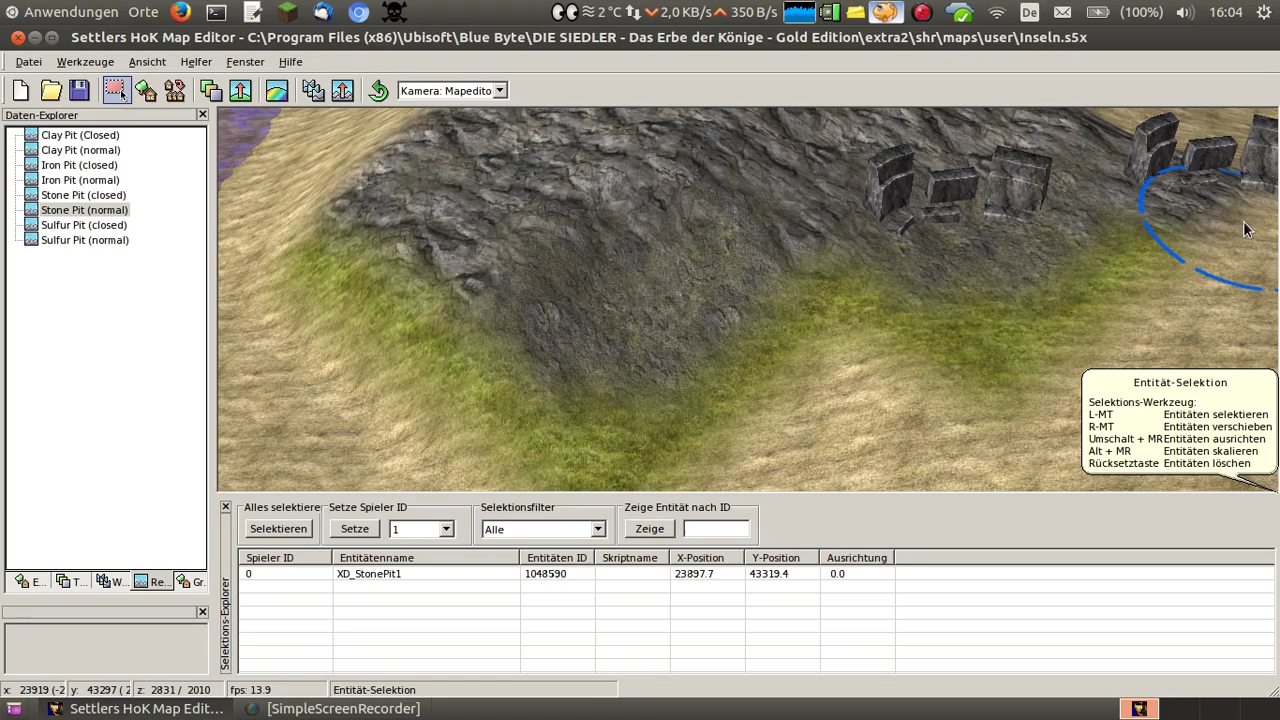 Anwendungen Orte 2 °C 2,0 KB/s 350 B/s De (100%) 16:04
Settlers HoK Map Editor - C:\Program Files (x86)\Ubisoft\Blue Byte\DIE SIEDLER - Das Erbe der Könige - Gold Edition\extra2\shr\maps\user\Inseln.s5x
Datei Werkzeuge Ansicht Helfer Fenster Hilfe
Kamera: Mapedito
Daten-Explorer
Clay Pit (Closed)
Clay Pit (normal)
Iron Pit (closed)
Iron Pit (normal)
Stone Pit (closed)
Stone Pit (normal)
Sulfur Pit (closed)
Sulfur Pit (normal)
E... T... W... Re... Gr.
Entität-Selektion
Selektions-Werkzeug:
L-MT Entitäten selektieren
R-MT Entitäten verschieben
Umschalt + MR Entitäten ausrichten
Alt + MR Entitäten skalieren
Rücksetztaste Entitäten löschen
Selektions-Explorer
Alles selektiere Setze Spieler ID Selektionsfilter Zeige Entität nach ID
Selektieren Setze 1 Alle Zeige
Spieler ID Entitätenname Entitäten ID Skriptname X-Position Y-Position Ausrichtung
0 XD_StonePit1 1048590 23897.7 43319.4 0.0
x: 23919 (-2 y: 43297 ( 2 z: 2831 / 2010 fps: 13.9 Entität-Selektion
Settlers HoK Map Edit... [SimpleScreenRecorder]